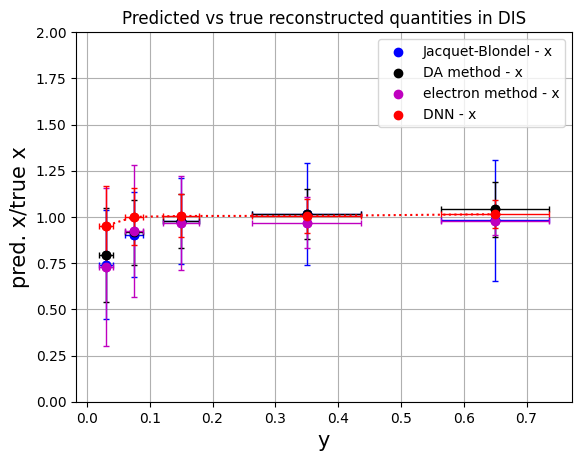 Predicted vs true reconstructed quantities in DIS
Jacquet-Blondel - x
DA method - x
electron method - x
DNN - x
pred. x/true x
2.00
1.75
1.50
1.25
1.00
0.75
0.50
0.25
0.00
0.0 0.1 0.2 0.3 0.4 0.5 0.6 0.7
y